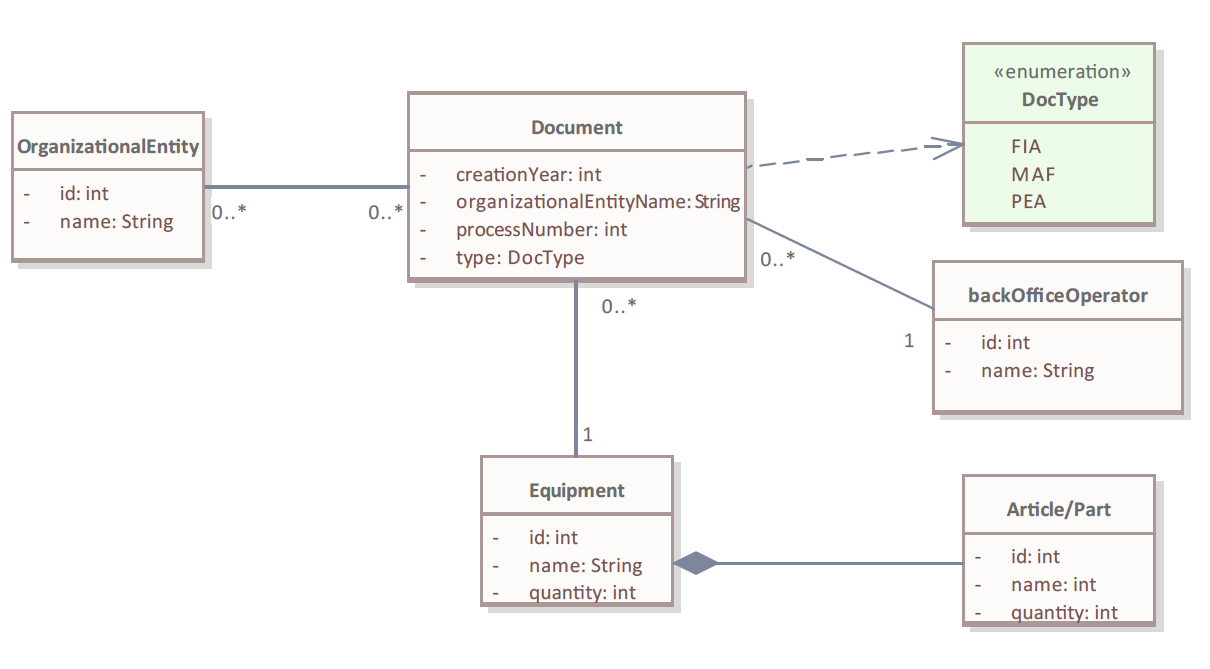 OrganizationalEntity
- id: int
- name: String
0..*
0..*
Document
- creationYear: int
- organizationalEntityName: String
- processNumber: int
- type: DocType
«enumeration»
DocType
FIA
MAF
PEA
0..*
1
backOfficeOperator
- id: int
- name: String
0..*
1
Equipment
- id: int
- name: String
- quantity: int
Article/Part
- id: int
- name: int
- quantity: int